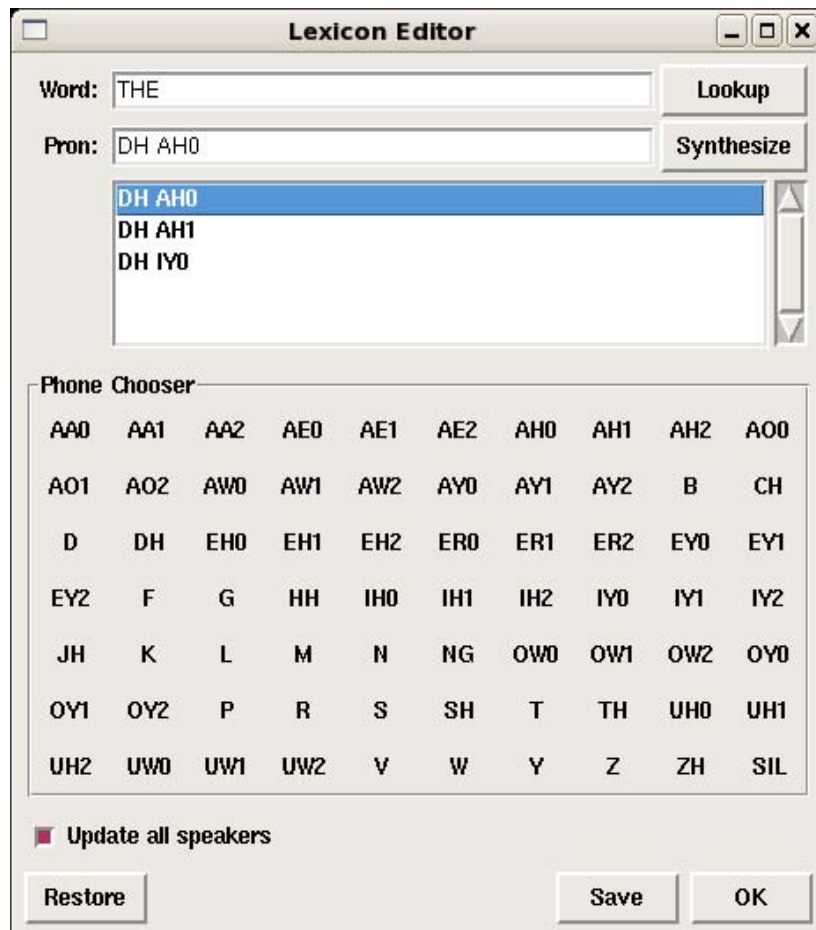 Lexicon Editor
Word: THE Lookup
Pron: DH AH0 Synthesize
DH AH0
DH AH1
DH IY0
Phone Chooser
AA0 AA1 AA2 AE0 AE1 AE2 AH0 AH1 AH2 AO0
AO1 AO2 AW0 AW1 AW2 AY0 AY1 AY2 B CH
D DH EH0 EH1 EH2 ER0 ER1 ER2 EY0 EY1
EY2 F G HH IH0 IH1 IH2 IY0 IY1 IY2
JH K L M N NG OW0 OW1 OW2 OY0
OY1 OY2 P R S SH T TH UH0 UH1
UH2 UW0 UW1 UW2 V W Y Z ZH SIL
Update all speakers
Restore Save OK